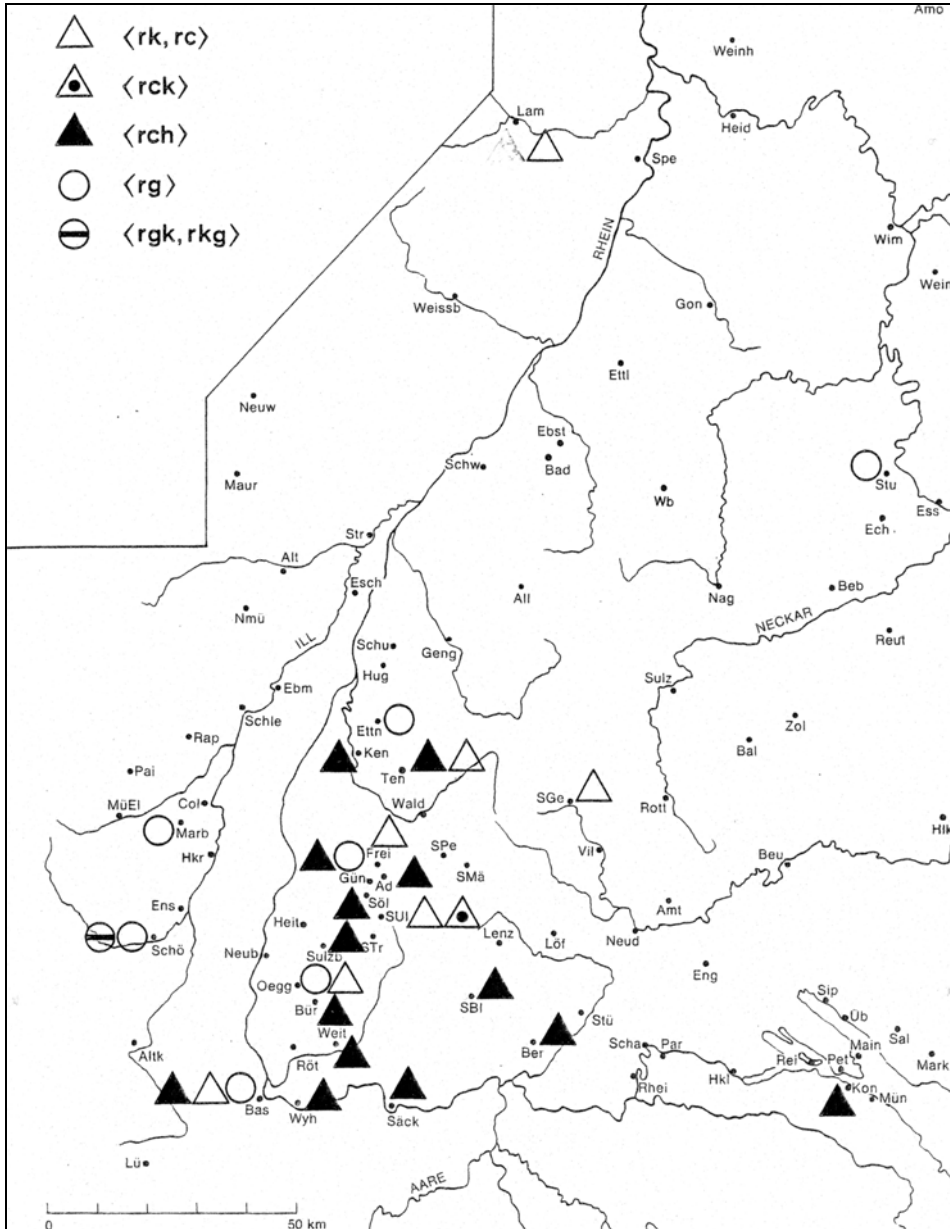 Amo
⟨rk, rc⟩
Weinh
⟨rck⟩
Lam
Heid
⟨rch⟩
Spe
⟨rg⟩
⟨rgk, rkg⟩
RHEIN
Wim
Wein
Weissb
Gon
Ettl
Neuw
Ebst
Schw
Bad
Maur
Wb
Stu
Ess
Ech
Str
Alt
Esch
All
Nag
Beb
Nmü
NECKAR
ILL
Schu
Geng
Reut
Hug
Ebm
Sulz
Schle
Ettn
Zol
Rap
Ken
Bal
Pai
Ten
MüEl
Col
Wald
SGe
Rott
Marb
Hlk
Hkr
Frei
SPe
Vil
Beu
Gün
Ad
SMä
Söl
Ens
SUl
Amt
Heit
STr
Schö
Lenz
Löf
Neud
Neub
Sulzb
Eng
Oegg
Bür
SBl
Stü
Sip
Üb
Weit
Sal
Altk
Röt
Ber
Scha
Par
Main
Rei
Pet
Mark
Rhei
Hkl
Kon
Bas
Wyh
Säck
Mün
Lü
AARE
0 50 km